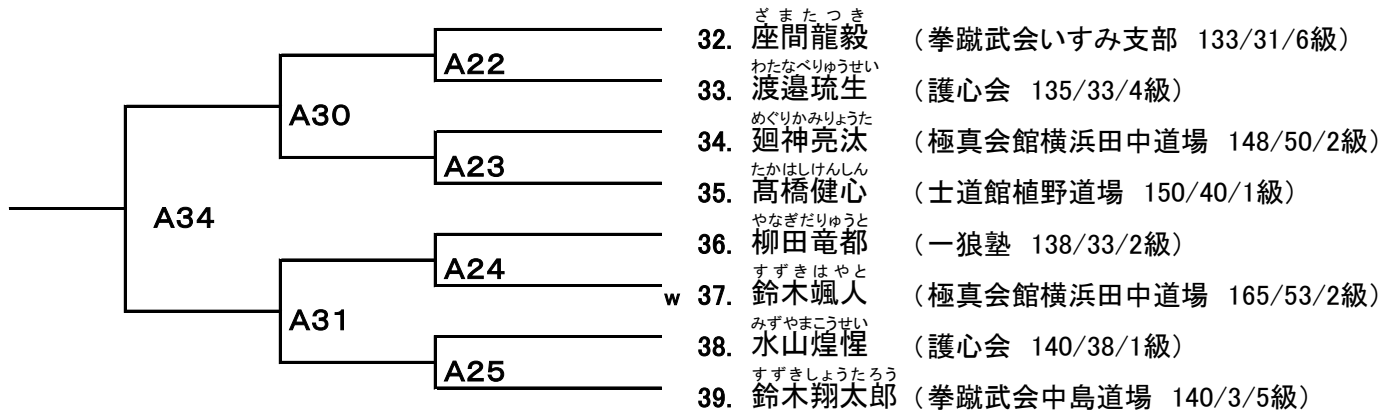 ざまたつき
32. 座間龍毅 （拳蹴武会いすみ支部 133/31/6級）
A22
わたなべりゅうせい
33. 渡邉琉生 （護心会 135/33/4級）
A30
めぐりかみりょうた
34. 廻神亮汰 （極真会館横浜田中道場 148/50/2級）
A23
たかはしけんしん
35. 髙橋健心 （士道館植野道場 150/40/1級）
A34
やなぎだりゅうと
36. 柳田竜都 （一狼塾 138/33/2級）
A24
すずきはやと
w 37. 鈴木颯人 （極真会館横浜田中道場 165/53/2級）
A31
みずやまこうせい
38. 水山煌惺 （護心会 140/38/1級）
A25
すずきしょうたろう
39. 鈴木翔太郎 （拳蹴武会中島道場 140/3/5級）